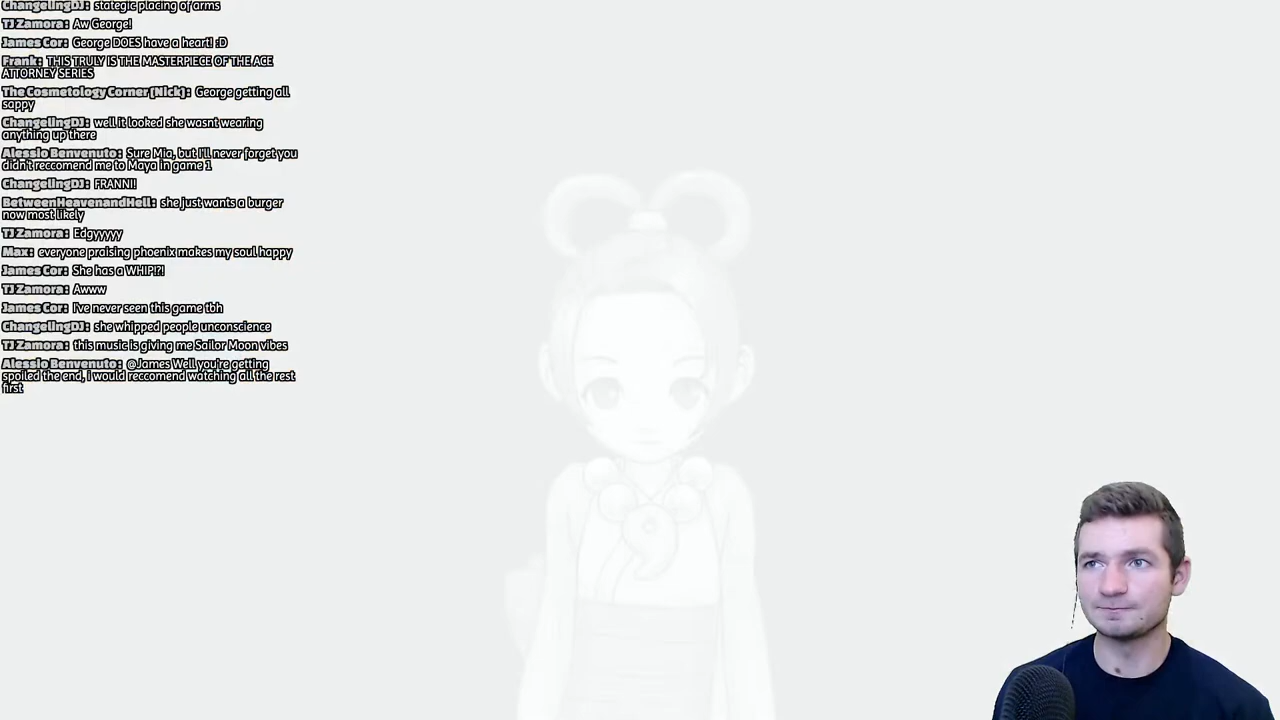 ChangelingDJ: stategic placing of arms
TJ Zamora: Aw George!
James Cor: George DOES have a heart! :D
Frank: THIS TRULY IS THE MASTERPIECE OF THE ACE
ATTORNEY SERIES
The Cosmetology Corner (Nick): George getting all
sappy
ChangelingDJ: well it looked she wasnt wearing
anything up there
Alessio Benvenuto: Sure Mia, but I'll never forget you
didn't reccomend me to Maya in game 1
ChangelingDJ: FRANNI!
BetweenHeavenandHell: she just wants a burger
now most likely
TJ Zamora: Edgyyyyy
Max: everyone praising phoenix makes my soul happy
James Cor: She has a WHIP!?!
TJ Zamora: Awww
James Cor: I've never seen this game tbh
ChangelingDJ: she whipped people unconscience
TJ Zamora: this music is giving me Sailor Moon vibes
Alessio Benvenuto: @James Well you're getting
spoiled the end, i would reccomend watching all the rest
first